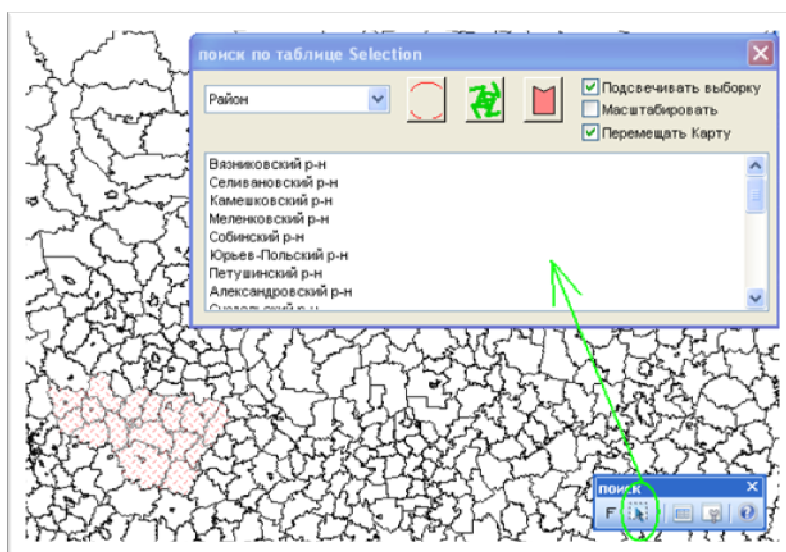 поиск по таблице Selection
Район
Подсвечивать выборку
Масштабировать
Перемещать Карту
Вязниковский р-н
Селивановский р-н
Камешковский р-н
Меленковский р-н
Собинский р-н
Юрьев-Польский р-н
Петушинский р-н
Александровский р-н
поиск
F